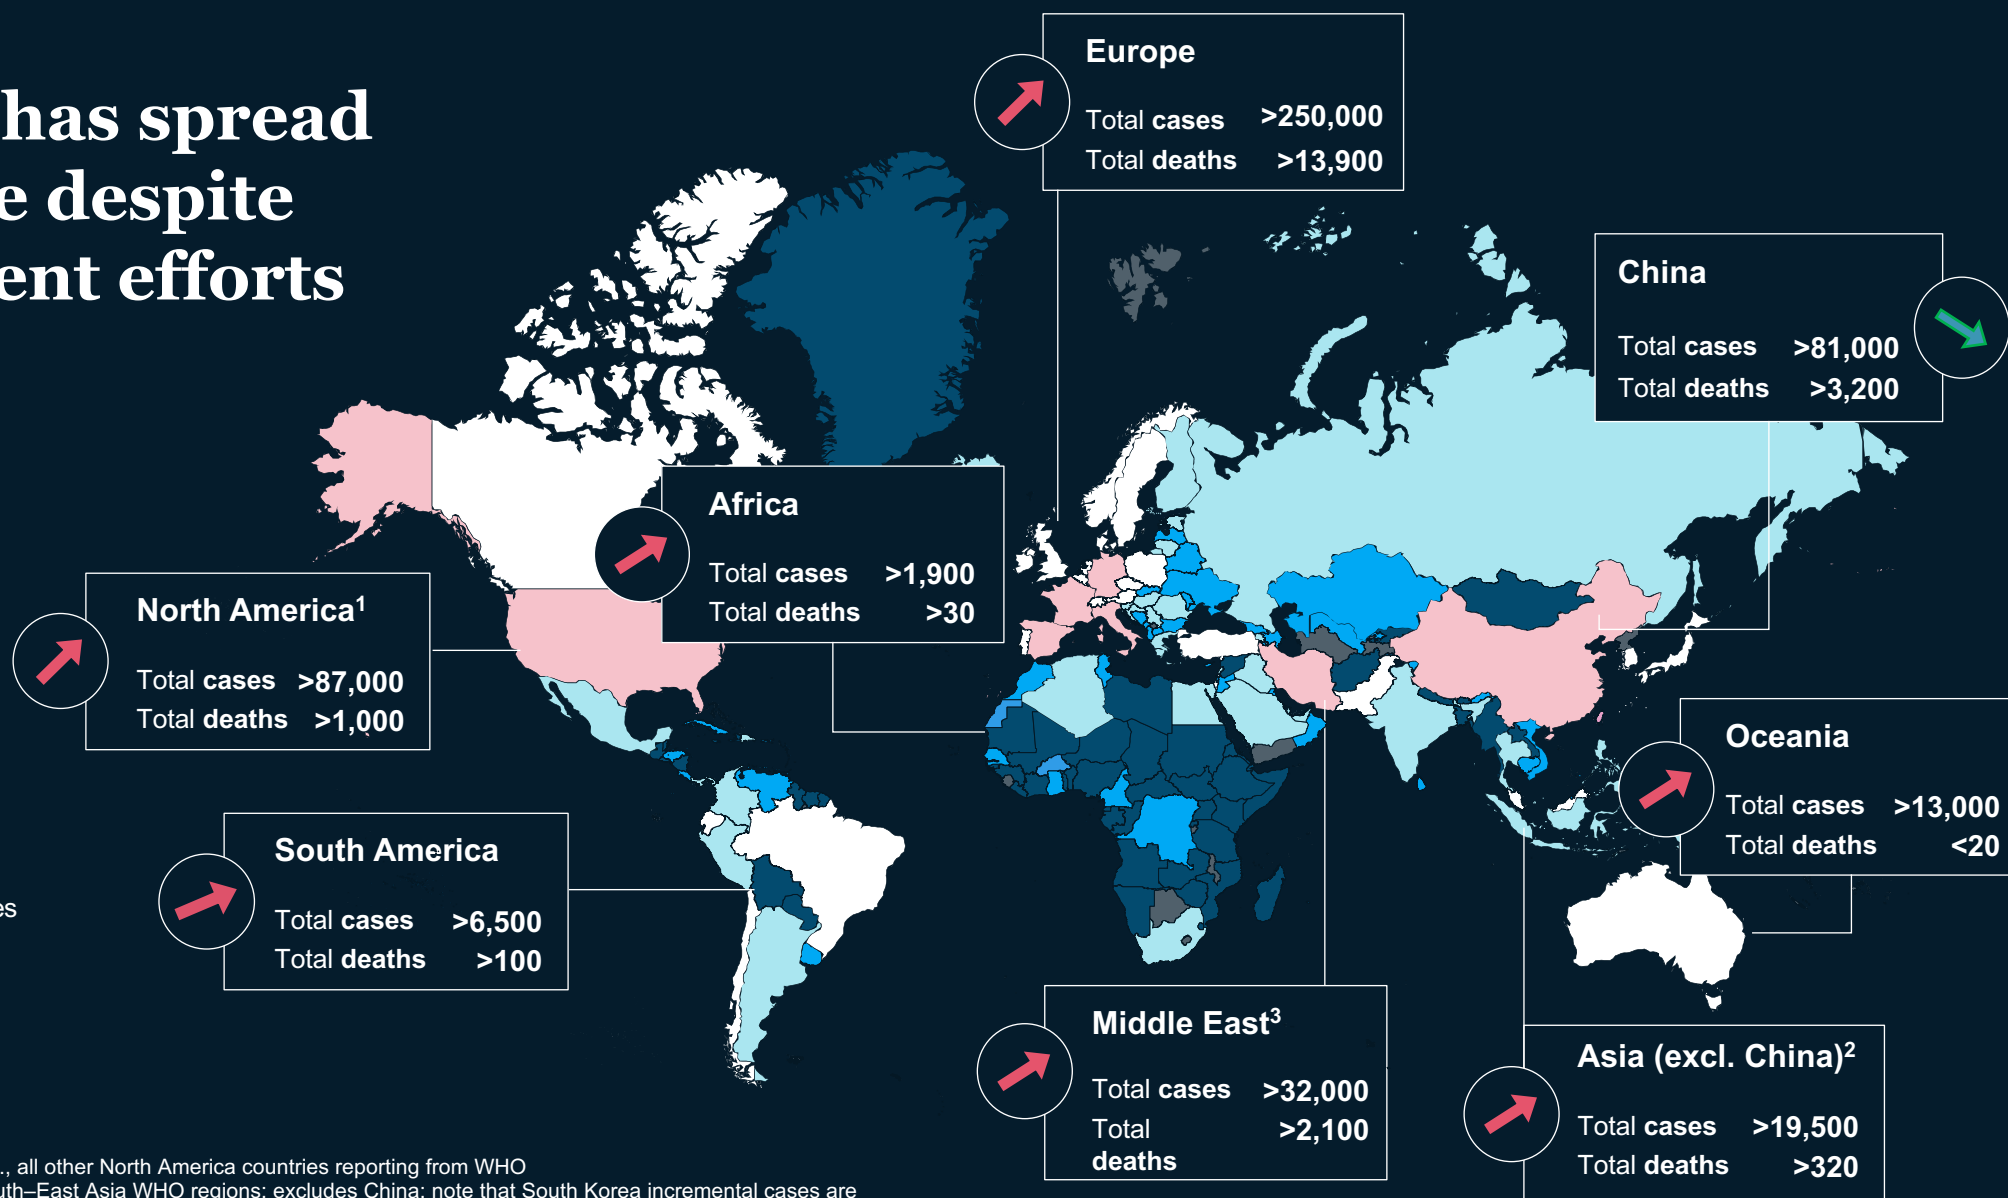 has spread
e despite
ent efforts
Europe
Total cases >250,000
Total deaths >13,900
China
Total cases >81,000
Total deaths >3,200
Africa
Total cases >1,900
Total deaths >30
North America1
Total cases >87,000
Total deaths >1,000
Oceania
Total cases >13,000
Total deaths <20
South America
Total cases >6,500
Total deaths >100
es
Middle East3
Total cases >32,000
Total >2,100
deaths
Asia (excl. China)2
Total cases >19,500
Total deaths >320
., all other North America countries reporting from WHO
uth–East Asia WHO regions; excludes China; note that South Korea incremental cases are